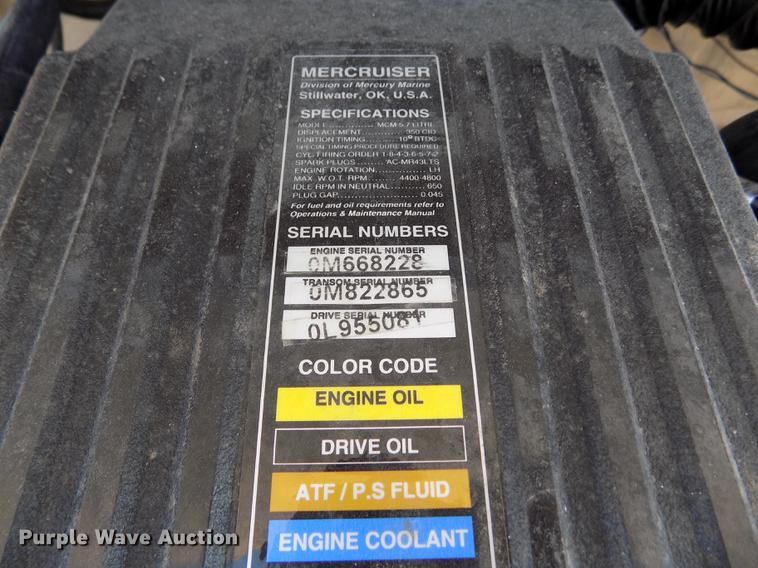 MERCRUISER
Division of Mercury Marine
Stillwater, OK, U.S.A.
SPECIFICATIONS
MODEL ............. MCM 5.7 LITRE
DISPLACEMENT ............. 350 CID
IGNITION TIMING ............. 10° BTDC
SPECIAL TIMING PROCEDURE REQUIRED
CYL. FIRING ORDER 1-8-4-3-6-5-7-2
SPARK PLUGS ....... AC-MR43LTS
ENGINE ROTATION ............. LH
MAX. W.O.T. RPM ....... 4400-4800
IDLE RPM IN NEUTRAL ......... 650
PLUG GAP ............. 0.045
For fuel and oil requirements refer to
Operations & Maintenance Manual
SERIAL NUMBERS
ENGINE SERIAL NUMBER
0M668228
TRANSOM SERIAL NUMBER
0M822865
DRIVE SERIAL NUMBER
0L955081
COLOR CODE
ENGINE OIL
DRIVE OIL
ATF / P.S FLUID
ENGINE COOLANT
Purple Wave Auction